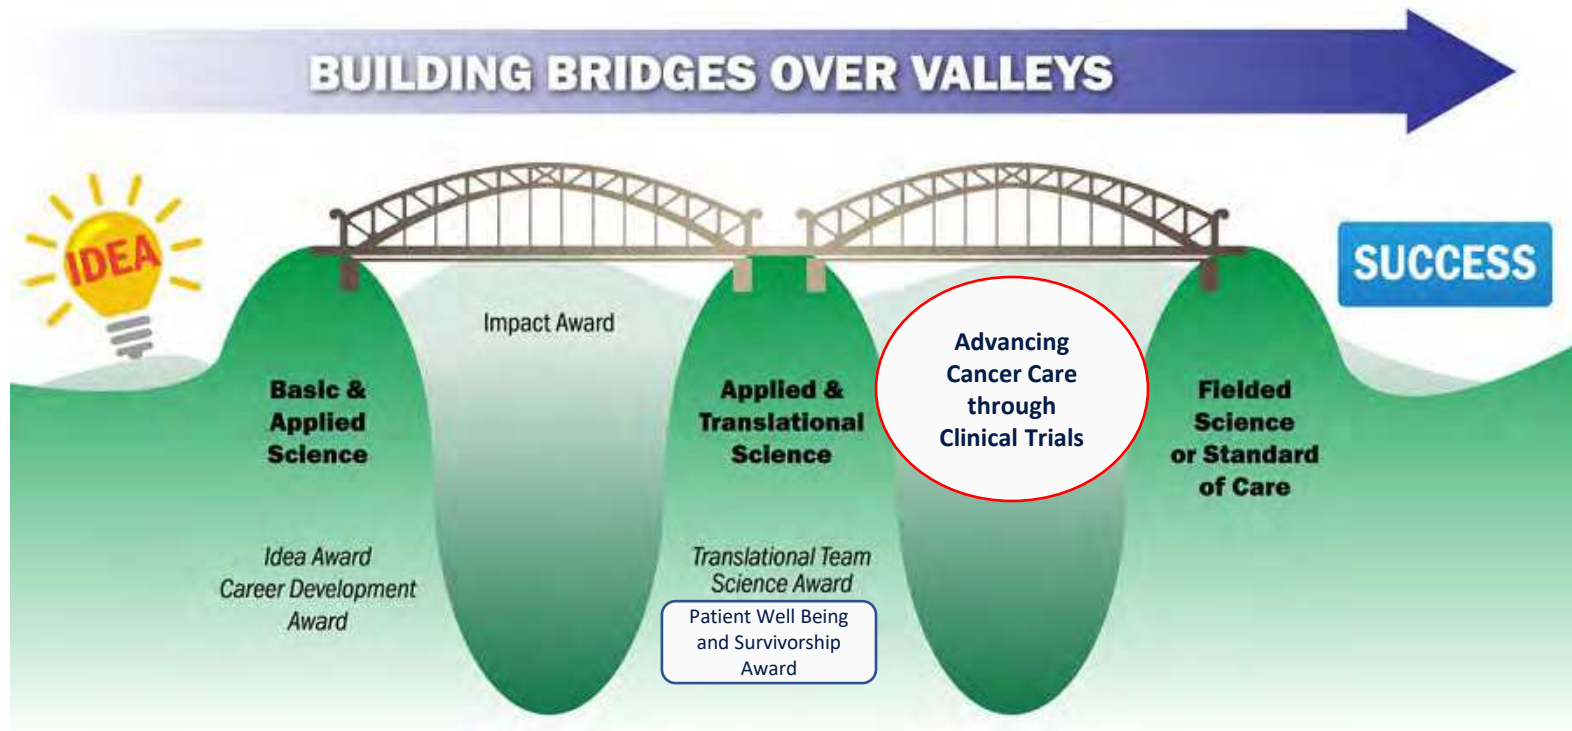 BUILDING BRIDGES OVER VALLEYS
IDEA
SUCCESS
Impact Award
Advancing
Cancer Care
through
Clinical Trials
Basic &
Applied
Science
Applied &
Translational
Science
Fielded
Science
or Standard
of Care
Idea Award
Career Development
Award
Translational Team
Science Award
Patient Well Being
and Survivorship
Award